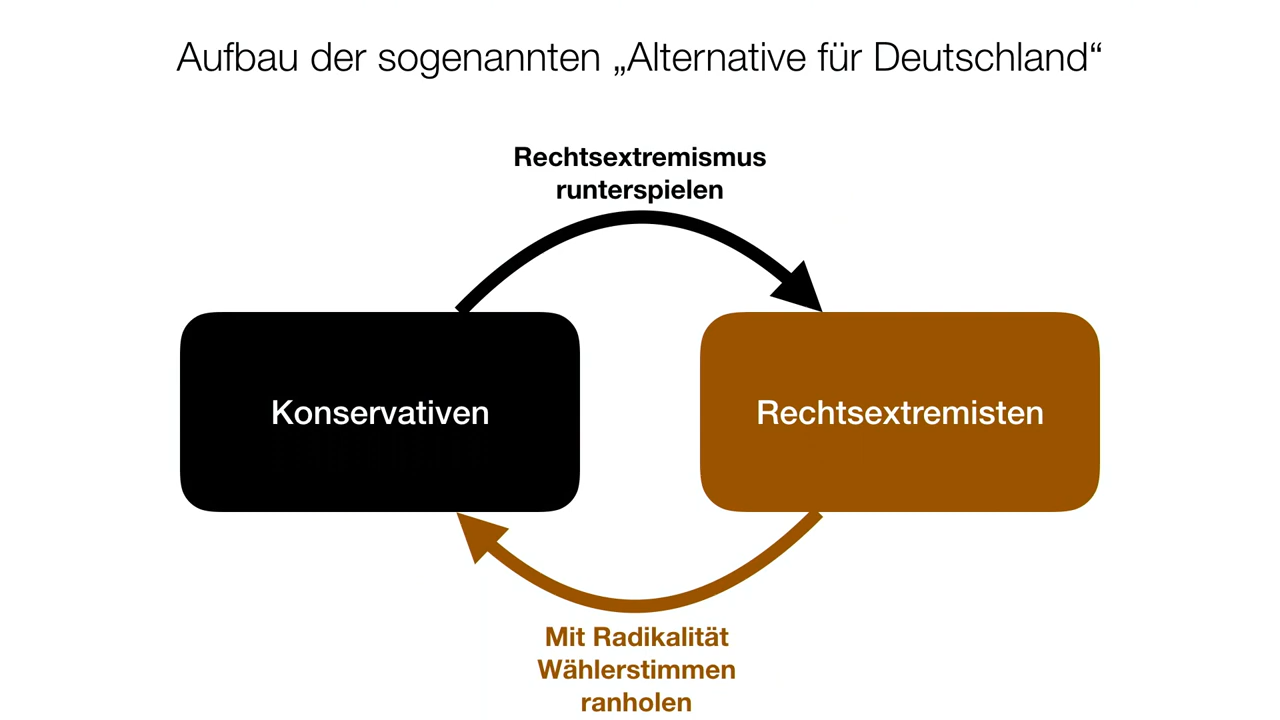 Aufbau der sogenannten „Alternative für Deutschland“
Rechtsextremismus
runterspielen
Konservativen
Rechtsextremisten
Mit Radikalität
Wählerstimmen
ranholen